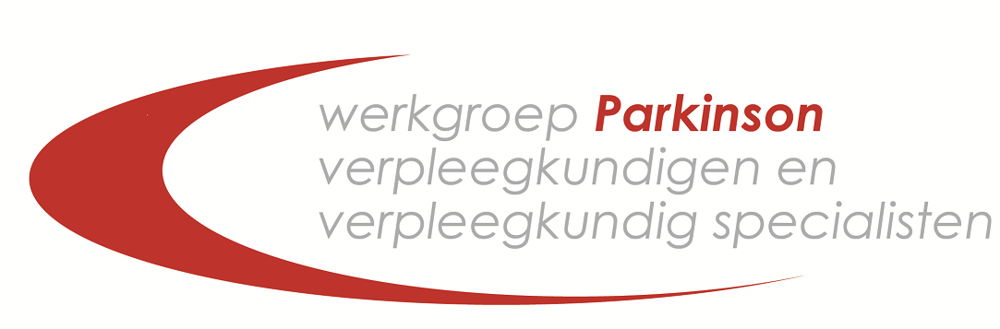 werkgroep Parkinson
verpleegkundigen en
verpleegkundig specialisten